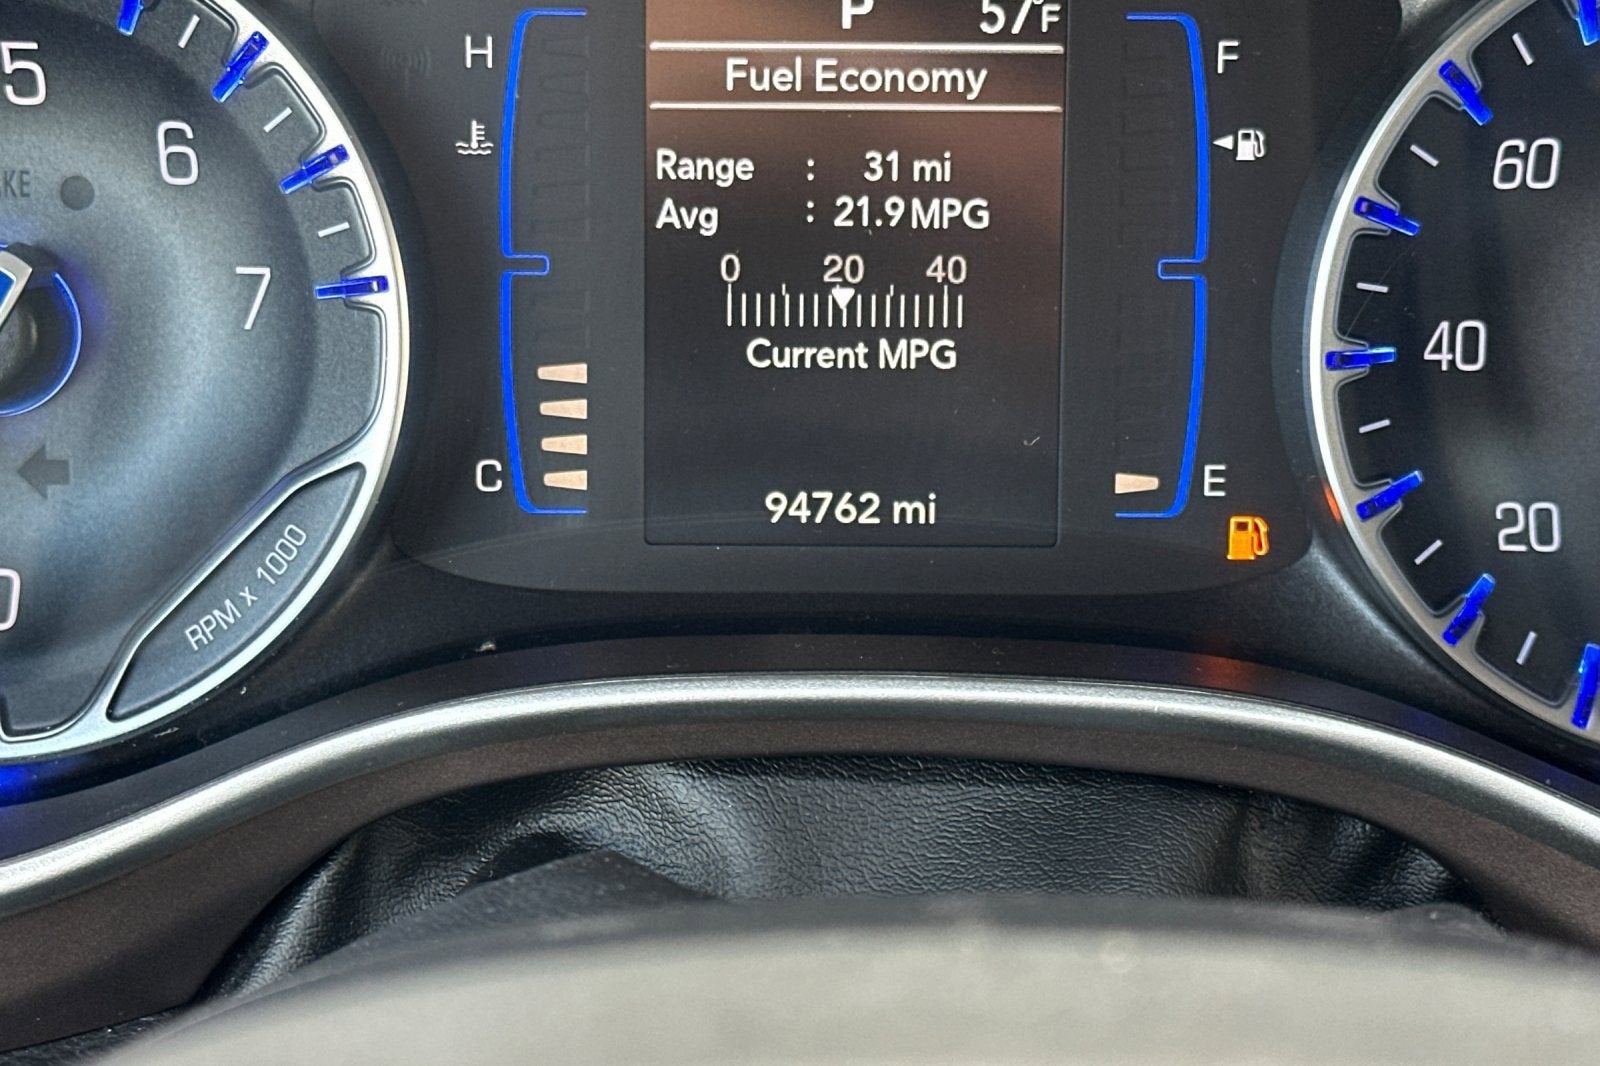 5
6
7
RPM x 1000
H
C
P 57°F
Fuel Economy
Range : 31 mi
Avg : 21.9 MPG
0 20 40
Current MPG
94762 mi
F
E
60
40
20